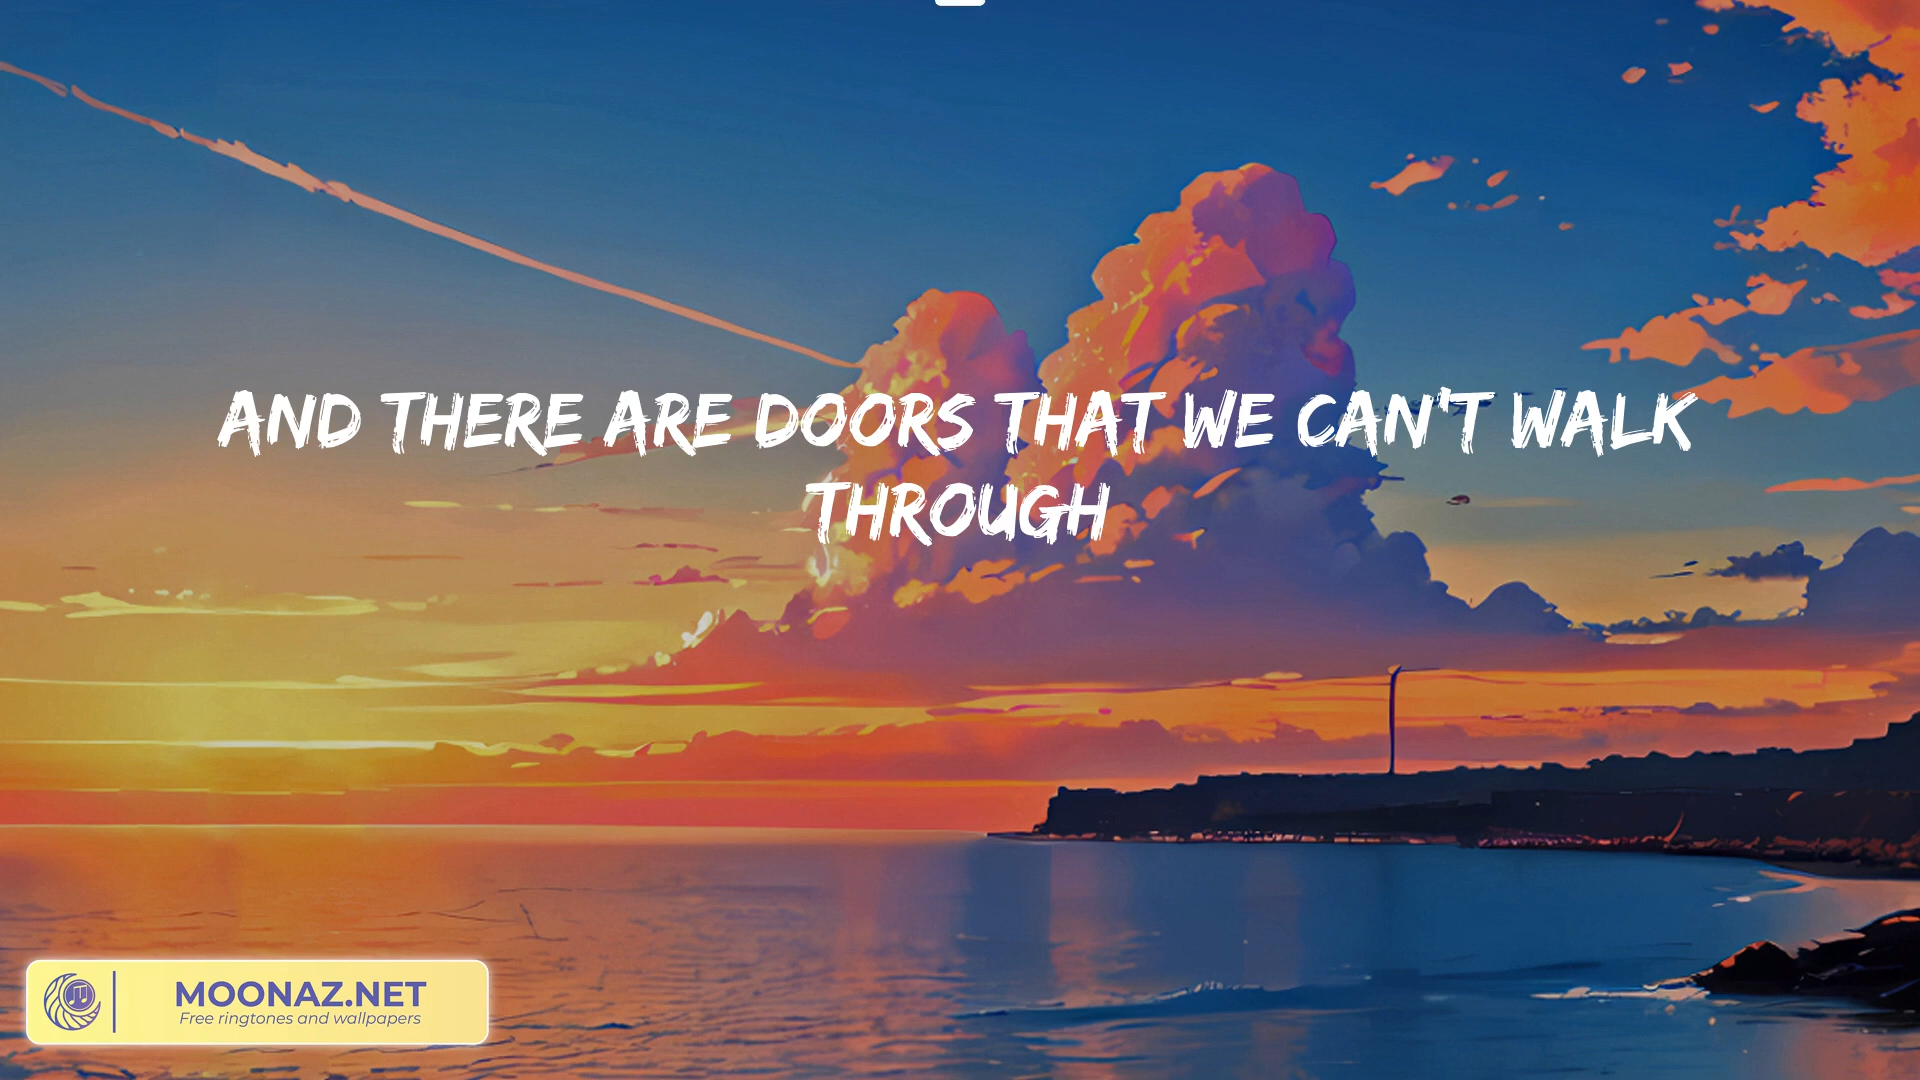 AND THERE ARE DOORS THAT WE CAN'T WALK
THROUGH
MOONAZ.NET
Free ringtones and wallpapers